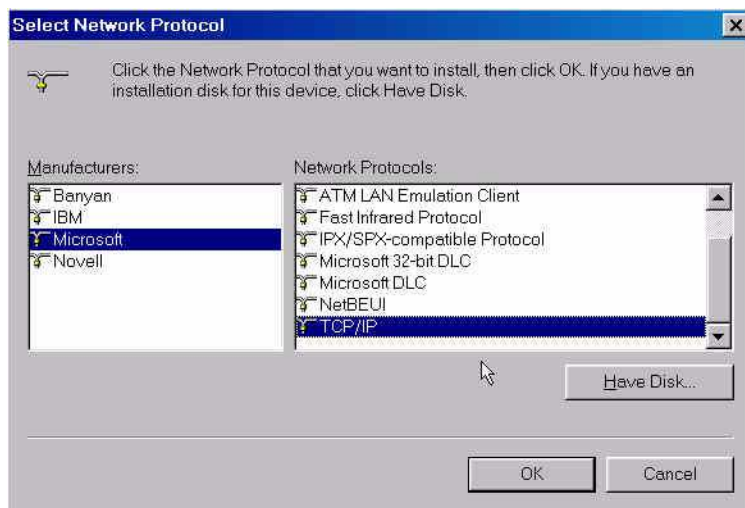 Select Network Protocol
Click the Network Protocol that you want to install, then click OK. If you have an
installation disk for this device, click Have Disk.
Manufacturers:
Banyan
IBM
Microsoft
Novell
Network Protocols:
ATM LAN Emulation Client
Fast Infrared Protocol
IPX/SPX-compatible Protocol
Microsoft 32-bit DLC
Microsoft DLC
NetBEUI
TCP/IP
Have Disk...
OK
Cancel